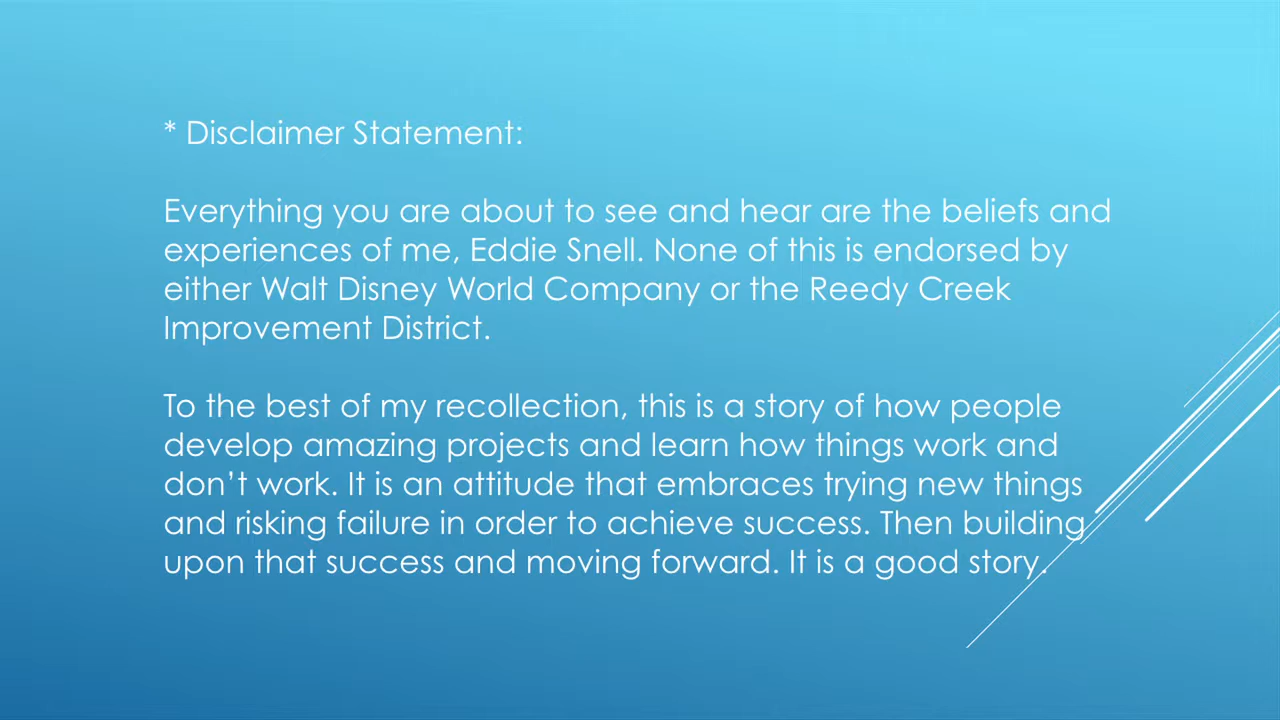 * Disclaimer Statement:
Everything you are about to see and hear are the beliefs and
experiences of me, Eddie Snell. None of this is endorsed by
either Walt Disney World Company or the Reedy Creek
Improvement District.
To the best of my recollection, this is a story of how people
develop amazing projects and learn how things work and
don’t work. It is an attitude that embraces trying new things
and risking failure in order to achieve success. Then building
upon that success and moving forward. It is a good story.